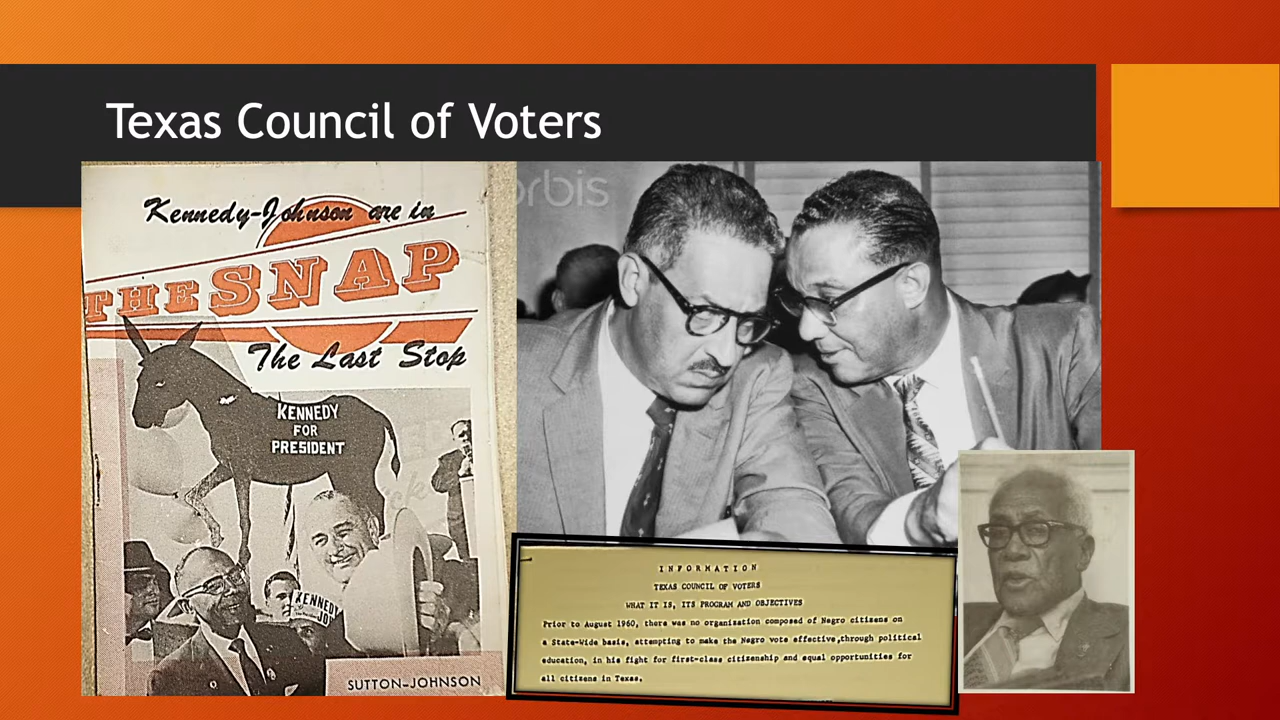 Texas Council of Voters
Kennedy-Johnson are in
THE SNAP
The Last Stop
KENNEDY
FOR
PRESIDENT
KENNEDY
SUTTON-JOHNSON
orbis
INFORMATION
TEXAS COUNCIL OF VOTERS
WHAT IT IS, ITS PROGRAM AND OBJECTIVES
Prior to August 1960, there was no organization composed of Negro citizens on
a State-Wide basis, attempting to make the Negro vote effective,through political
education, in his fight for first-class citizenship and equal opportunities for
all citizens in Texas.